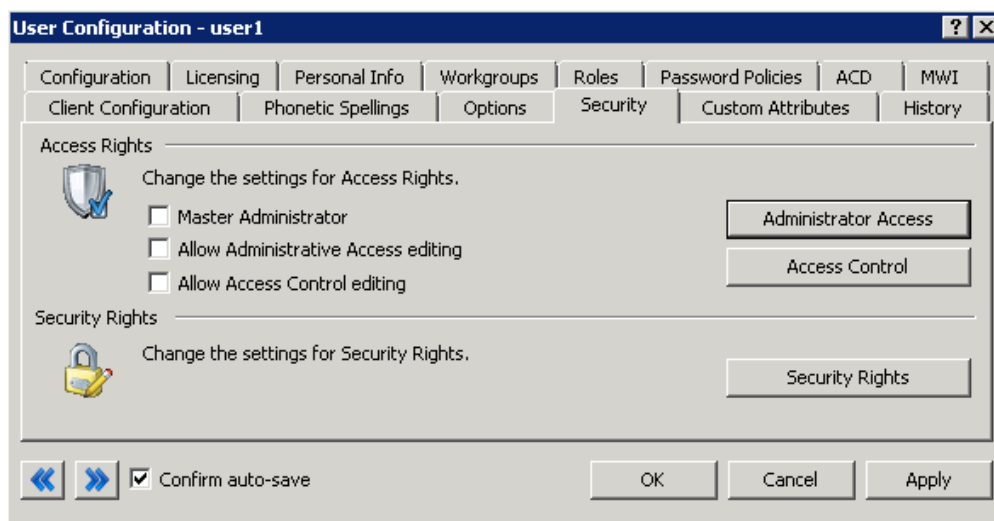 User Configuration - user1
Configuration Licensing Personal Info Workgroups Roles Password Policies ACD MWI
Client Configuration Phonetic Spellings Options Security Custom Attributes History
Access Rights
Change the settings for Access Rights.
Master Administrator Administrator Access
Allow Administrative Access editing
Access Control
Allow Access Control editing
Security Rights
Change the settings for Security Rights.
Security Rights
Confirm auto-save OK Cancel Apply